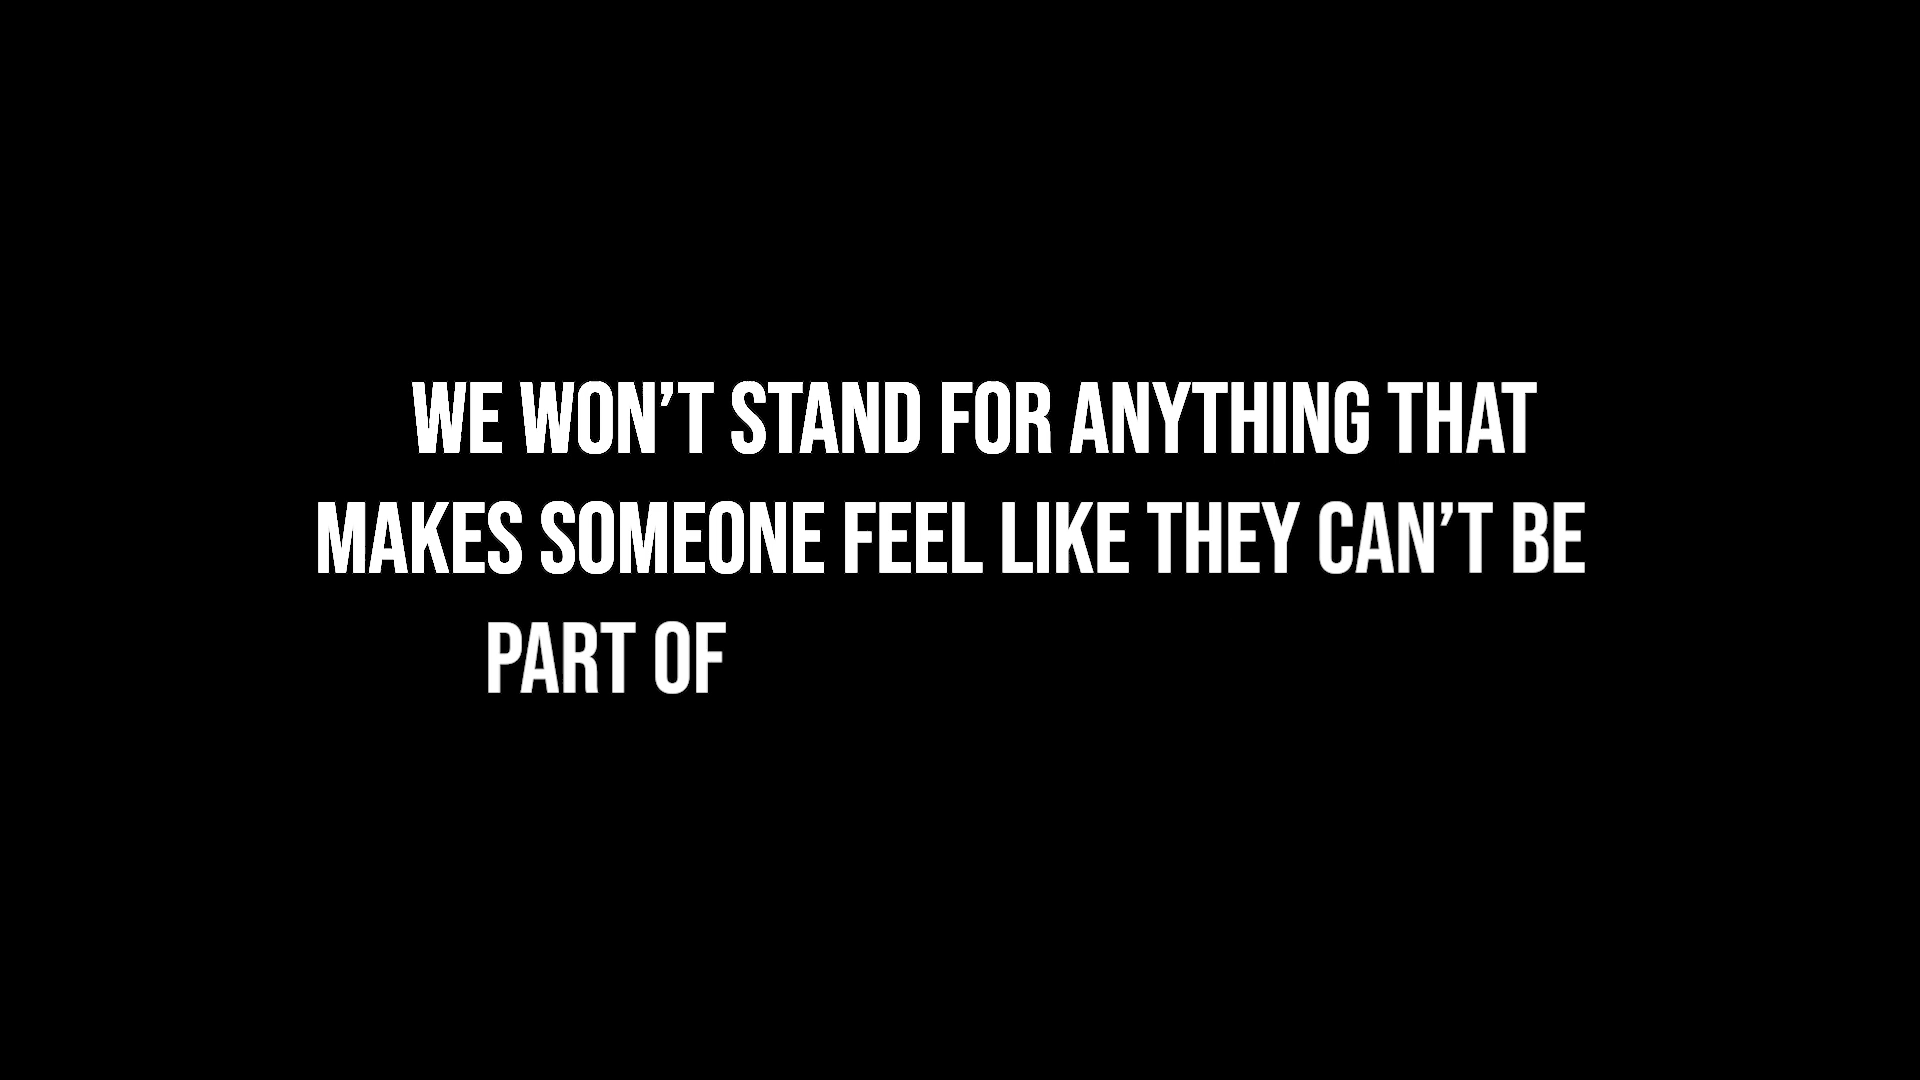 WE WON’T STAND FOR ANYTHING THAT
MAKES SOMEONE FEEL LIKE THEY CAN’T BE
PART OF